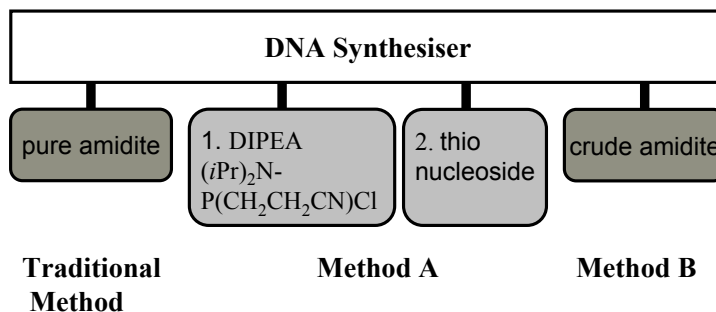 DNA Synthesiser
pure amidite
1. DIPEA
(iPr)₂N-
P(CH₂CH₂CN)Cl
2. thio
nucleoside
crude amidite
Traditional
Method
Method A
Method B